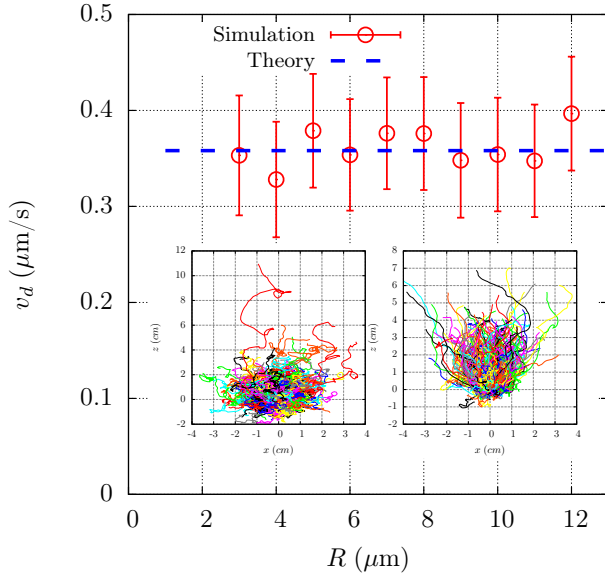 Simulation
Theory
0.5
0.4
0.3
0.2
0.1
0
v_d (μm/s)
12
10
8
6
4
2
0
-2
z (cm)
-4 -3 -2 -1 0 1 2 3 4
x (cm)
8
7
6
5
4
3
2
1
0
-1
-2
z (cm)
-4 -3 -2 -1 0 1 2 3 4
x (cm)
0 2 4 6 8 10 12
R (μm)